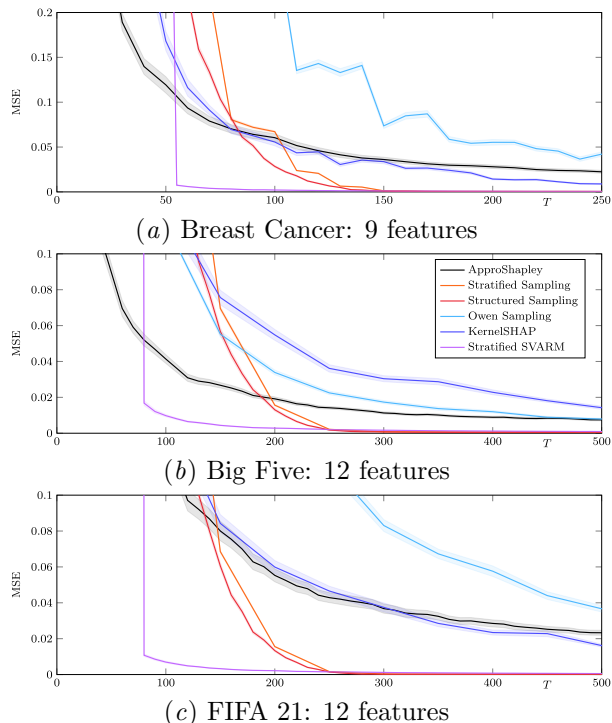 0.2
0.15
0.1
0.05
0
MSE
0 50 100 150 200 T 250
(a) Breast Cancer: 9 features
0.1
0.08
0.06
0.04
0.02
0
MSE
ApproShapley
Stratified Sampling
Structured Sampling
Owen Sampling
KernelSHAP
Stratified SVARM
0 100 200 300 400 T 500
(b) Big Five: 12 features
0.1
0.08
0.06
0.04
0.02
0
MSE
0 100 200 300 400 T 500
(c) FIFA 21: 12 features